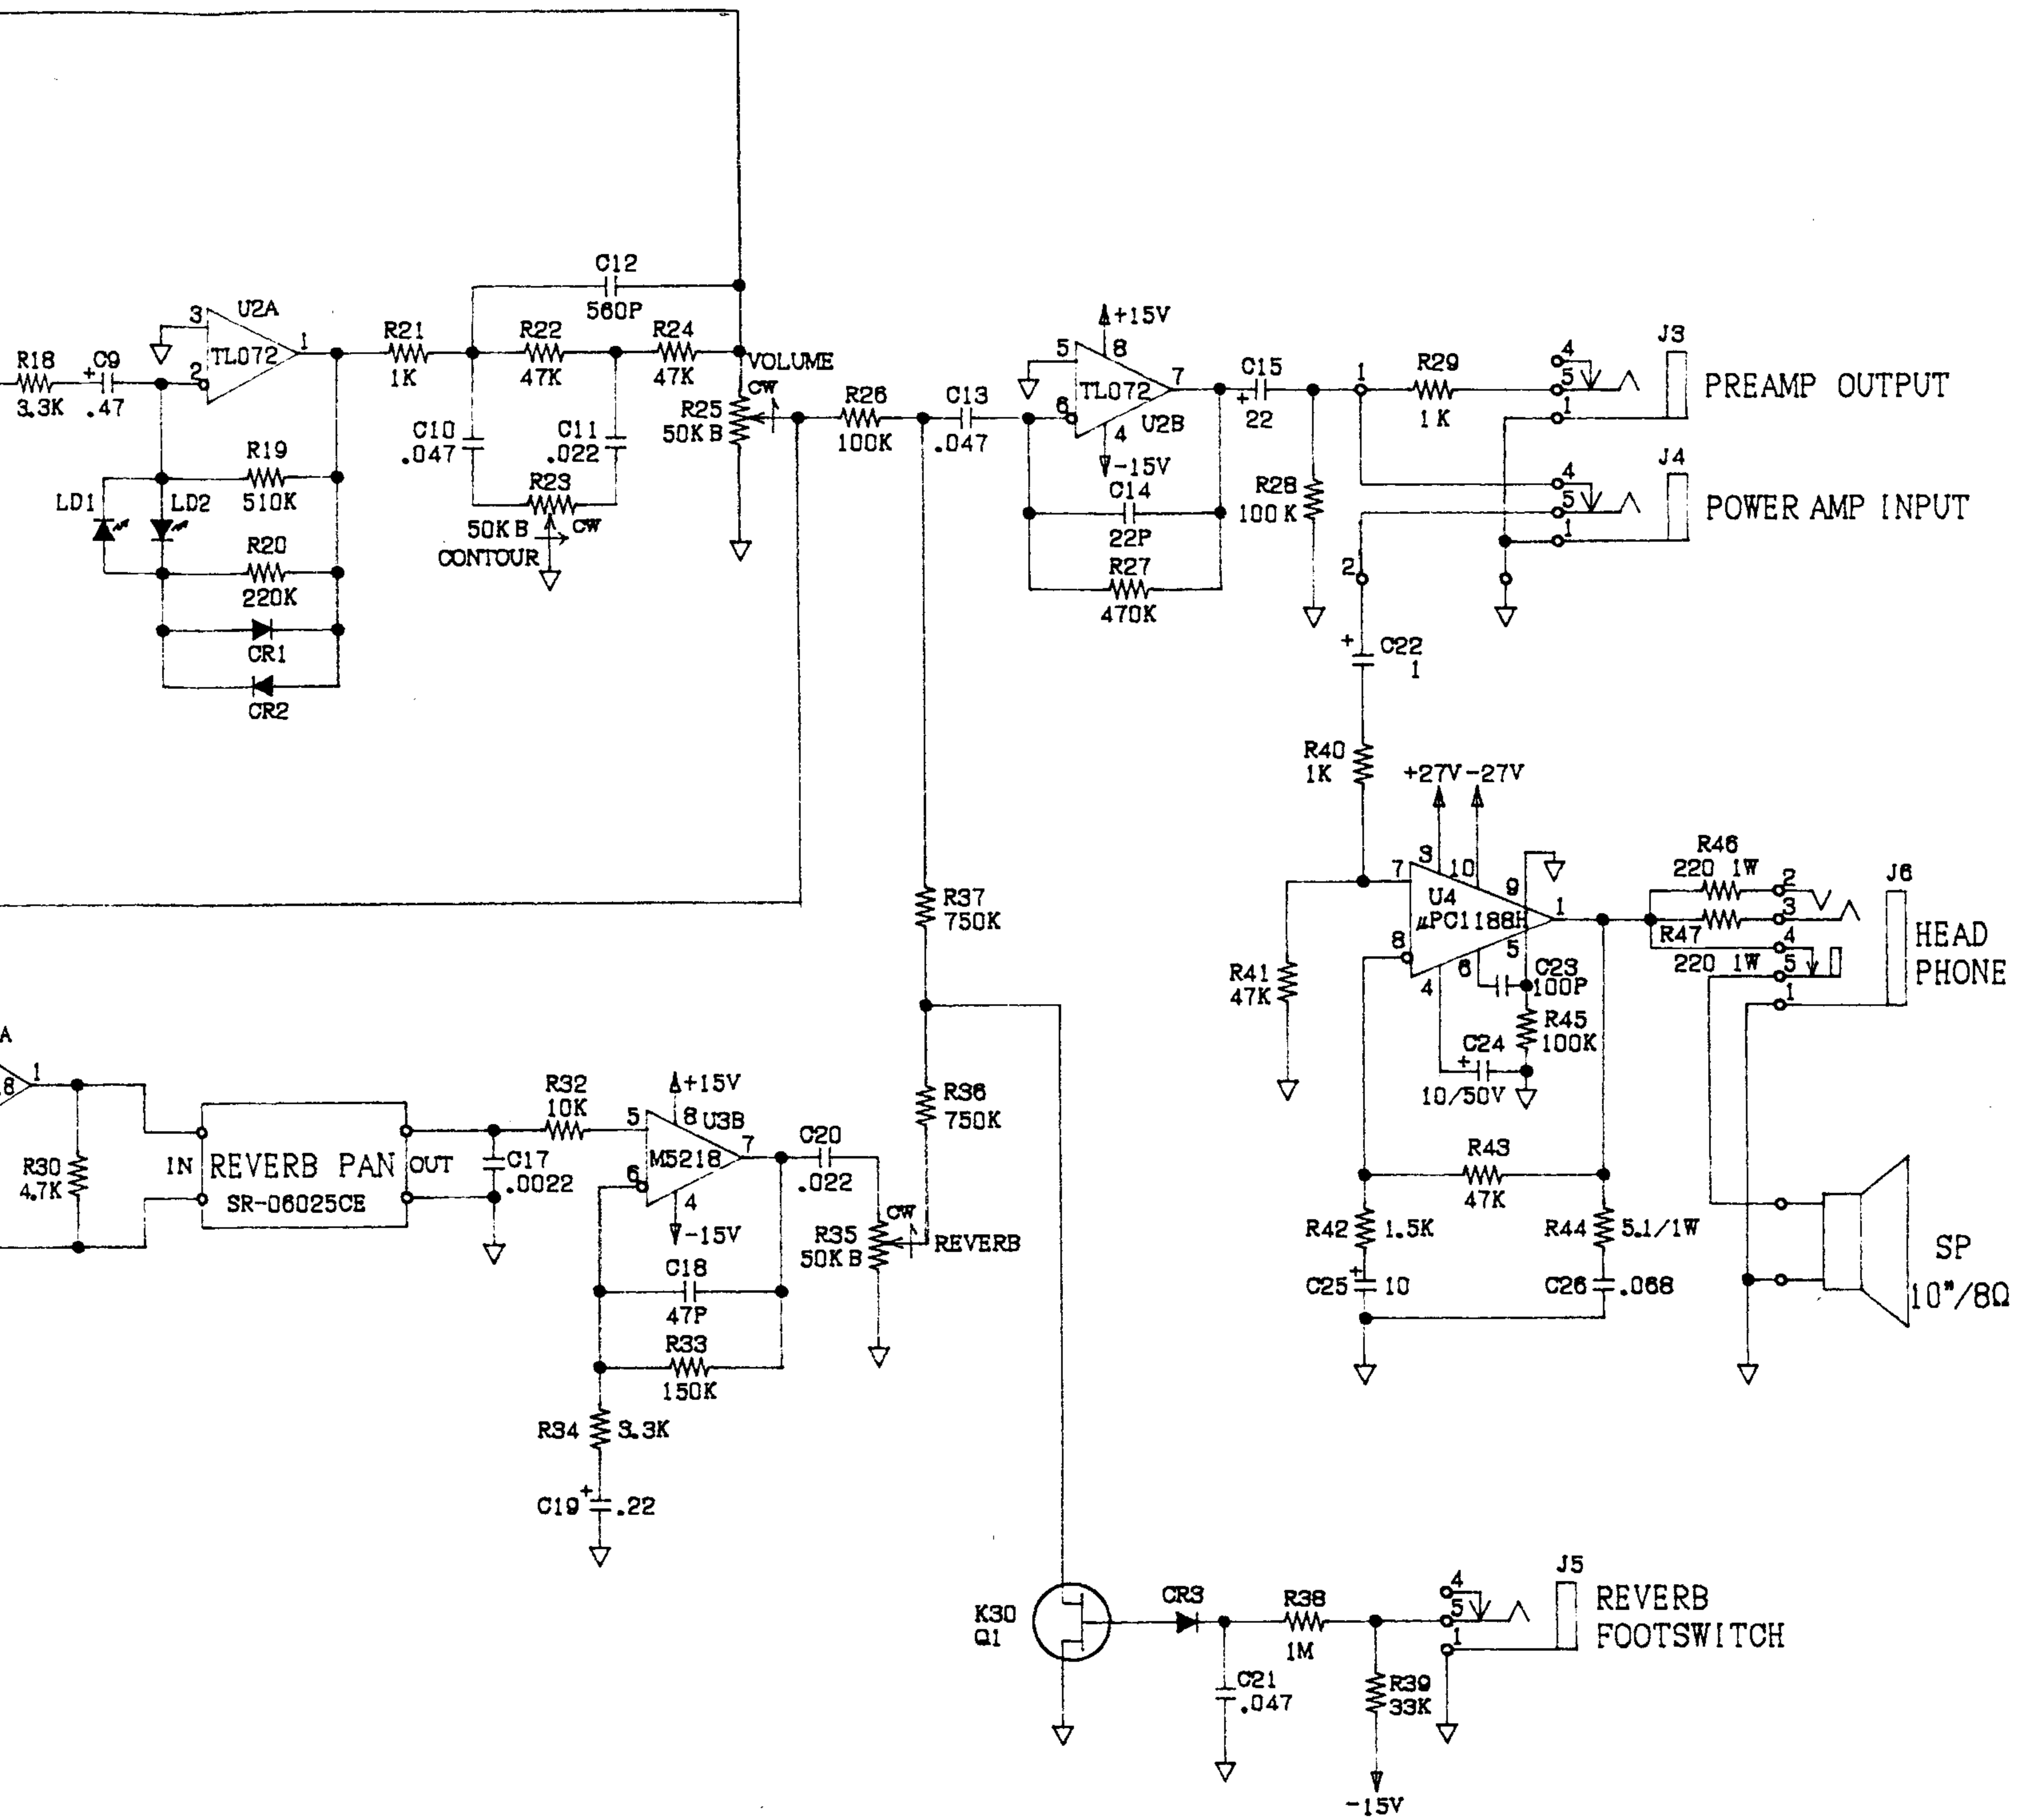 C12
560P
3
U2A
TL072
1
2
R18
3.3K
+
C9
.47
R21
1K
R22
47K
R24
47K
VOLUME
CW
R25
50KB
C10
.047
C11
.022
R23
50KB
CW
CONTOUR
R19
510K
LD1
LD2
R20
220K
CR1
CR2
R26
100K
C13
.047
+15V
5
8
TL072
7
6
U2B
4
-15V
C14
22P
R27
470K
C15
+
22
R28
100K
1
R29
1K
4
5
1
J3
PREAMP OUTPUT
4
5
1
J4
POWER AMP INPUT
2
+
C22
1
R40
1K
+27V
-27V
7
3
10
9
U4
µPC1188H
1
8
5
6
4
C23
100P
R41
47K
R45
100K
C24
+
10/50V
R46
220 1W
2
3
R47
220 1W
4
5
1
J6
HEAD
PHONE
R43
47K
R42
1.5K
R44
5.1/1W
C25
+
10
C26
.068
SP
10"/8Ω
R37
750K
R36
750K
A
1
8
R30
4.7K
IN
REVERB PAN
OUT
SR-06025CE
C17
.0022
R32
10K
+15V
5
8
U3B
M5218
7
6
4
-15V
C20
.022
CW
R35
50KB
REVERB
C18
47P
R33
150K
R34
3.3K
C19
+
.22
K30
Q1
CR3
R38
1M
C21
.047
R39
33K
-15V
4
5
1
J5
REVERB
FOOTSWITCH